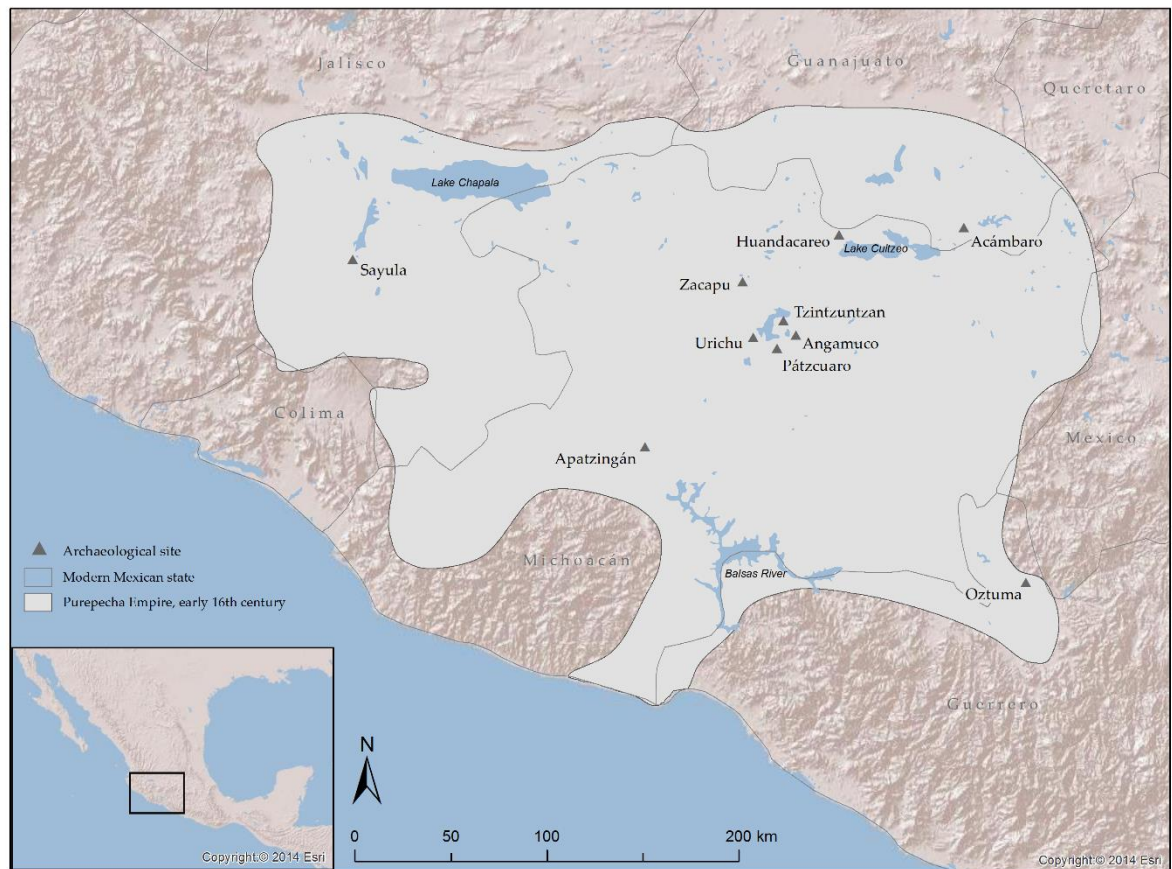 Jalisco
Guanajuato
Queretaro
Lake Chapala
Huandacareo
Lake Cuitzeo
Acámbaro
Sayula
Zacapu
Tzintzuntzan
Urichu
Angamuco
Pátzcuaro
Colima
Mexico
Apatzingán
Michoacán
Balsas River
Oztuma
Guerrero
Archaeological site
Modern Mexican state
Purepecha Empire, early 16th century
N
0 50 100 200 km
Copyright:© 2014 Esri
Copyright:© 2014 Esri